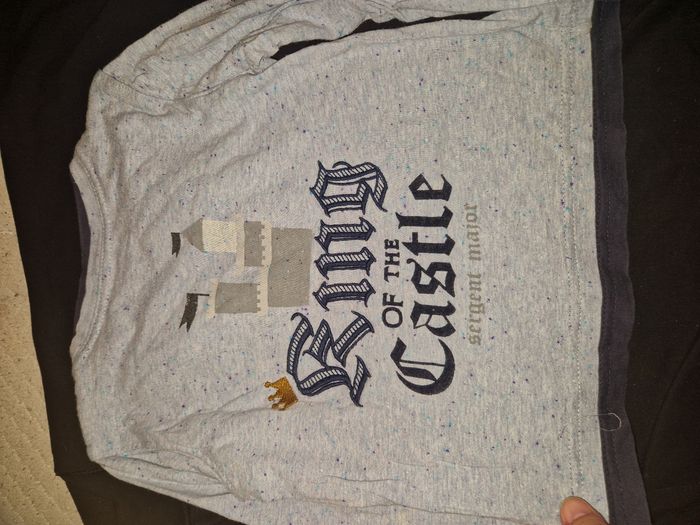 King
OF THE
Castle
sergent major